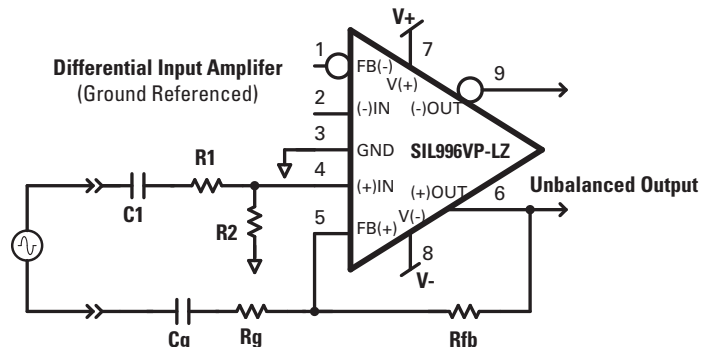 V+
1
7
Differential Input Amplifer
(Ground Referenced)
FB(-)
V(+)
9
2
(-)IN
(-)OUT
3
GND
SIL996VP-LZ
R1
4
(+)IN
(+)OUT
Unbalanced Output
6
C1
R2
5
FB(+)
V(-)
8
V-
Cg
Rg
Rfb